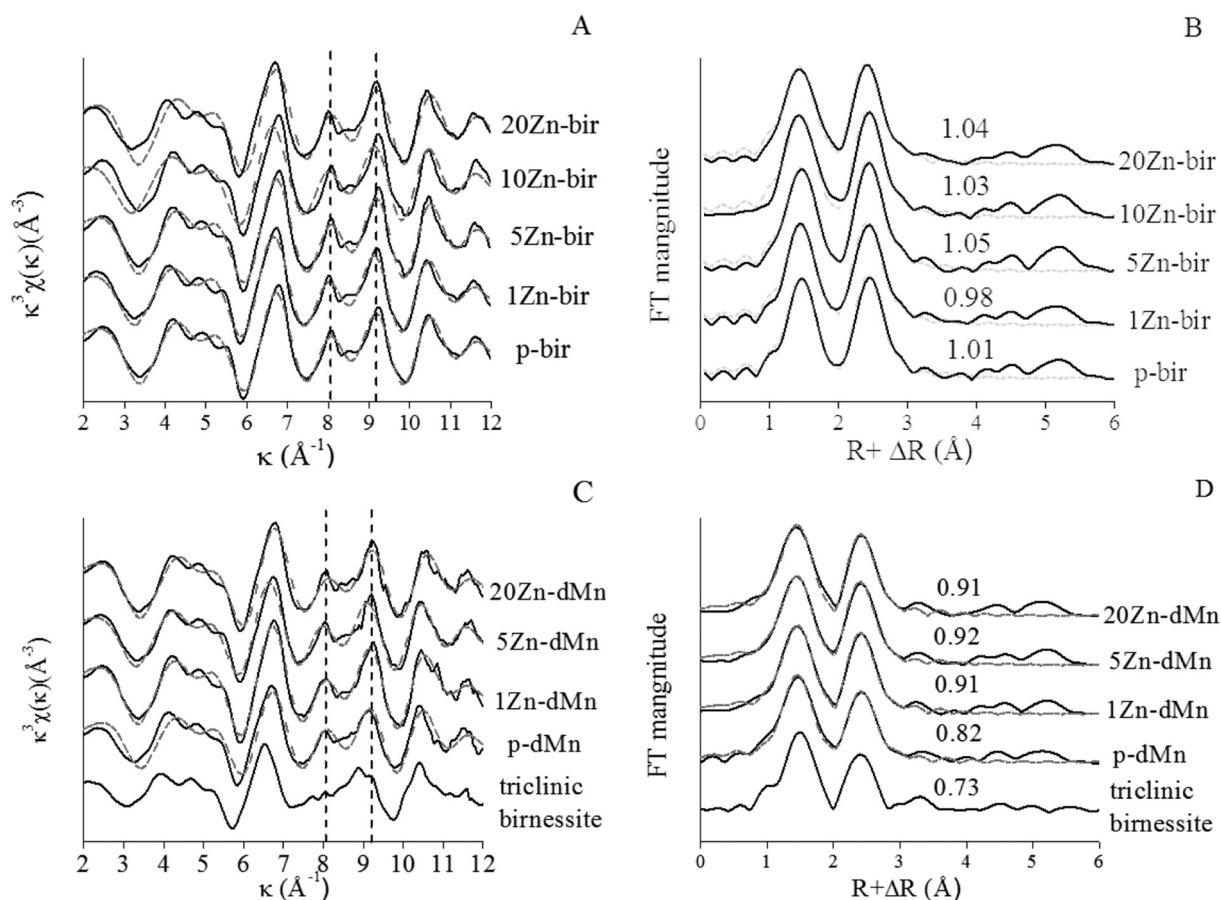 A
κ³χ(κ)(Å⁻³)
20Zn-bir
10Zn-bir
5Zn-bir
1Zn-bir
p-bir
2 3 4 5 6 7 8 9 10 11 12
κ (Å⁻¹)
B
FT mangnitude
1.04
20Zn-bir
1.03
10Zn-bir
1.05
5Zn-bir
0.98
1Zn-bir
1.01
p-bir
0 1 2 3 4 5 6
R+ ΔR (Å)
C
κ³χ(κ)(Å⁻³)
20Zn-dMn
5Zn-dMn
1Zn-dMn
p-dMn
triclinic
birnessite
2 3 4 5 6 7 8 9 10 11 12
κ (Å⁻¹)
D
FT mangnitude
0.91
20Zn-dMn
0.92
5Zn-dMn
0.91
1Zn-dMn
0.82
p-dMn
0.73
triclinic
birnessite
0 1 2 3 4 5 6
R+ΔR (Å)